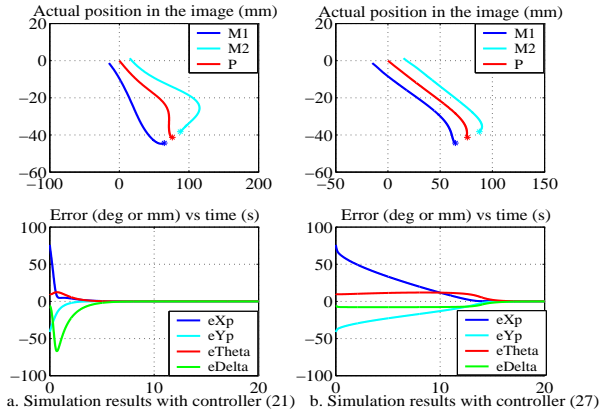 Actual position in the image (mm)
20
0
−20
−40
−60
−100
0
100
200
M1
M2
P
Actual position in the image (mm)
20
0
−20
−40
−60
−50
0
50
100
150
M1
M2
P
Error (deg or mm) vs time (s)
100
50
0
−50
−100
0
10
20
eXp
eYp
eTheta
eDelta
Error (deg or mm) vs time (s)
100
50
0
−50
−100
0
10
20
eXp
eYp
eTheta
eDelta
a. Simulation results with controller (21)
b. Simulation results with controller (27)